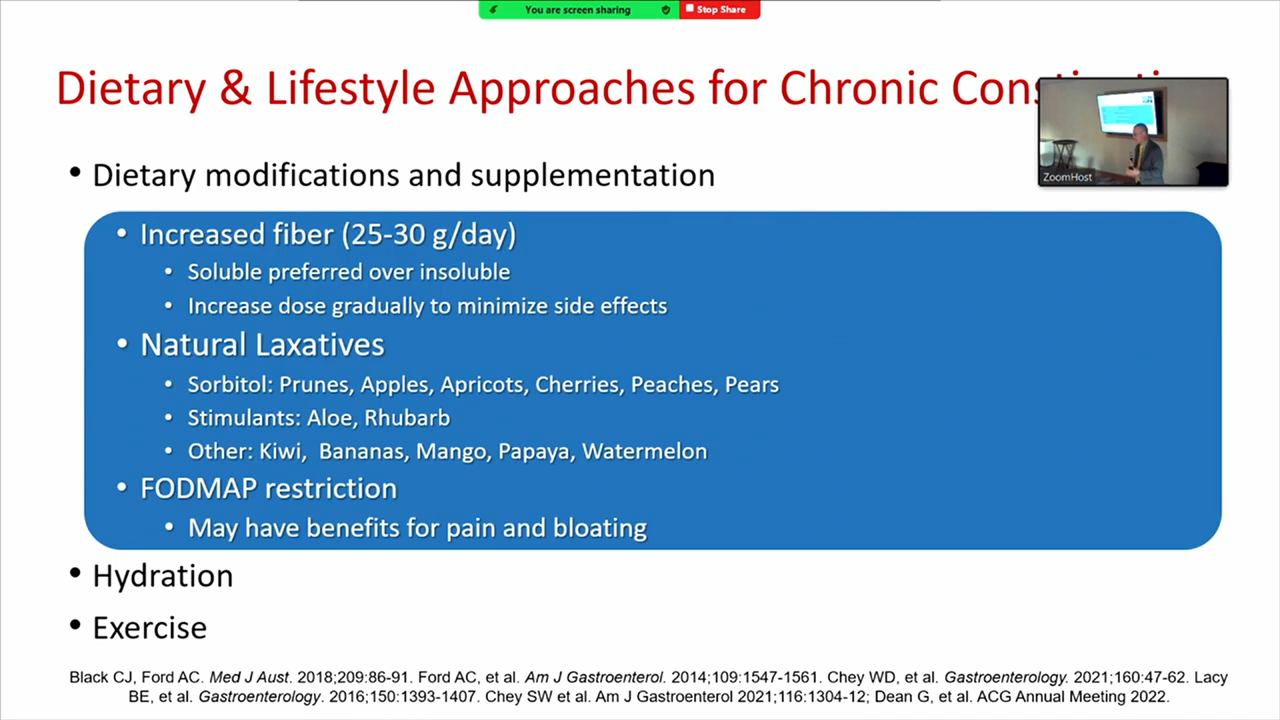 You are screen sharing
Stop Share
Dietary & Lifestyle Approaches for Chronic
ZoomHost
• Dietary modifications and supplementation
• Increased fiber (25-30 g/day)
• Soluble preferred over insoluble
• Increase dose gradually to minimize side effects
• Natural Laxatives
• Sorbitol: Prunes, Apples, Apricots, Cherries, Peaches, Pears
• Stimulants: Aloe, Rhubarb
• Other: Kiwi, Bananas, Mango, Papaya, Watermelon
• FODMAP restriction
• May have benefits for pain and bloating
• Hydration
• Exercise
Black CJ, Ford AC. Med J Aust. 2018;209:86-91. Ford AC, et al. Am J Gastroenterol. 2014;109:1547-1561. Chey WD, et al. Gastroenterology. 2021;160:47-62. Lacy
BE, et al. Gastroenterology. 2016;150:1393-1407. Chey SW et al. Am J Gastroenterol 2021;116:1304-12; Dean G, et al. ACG Annual Meeting 2022.